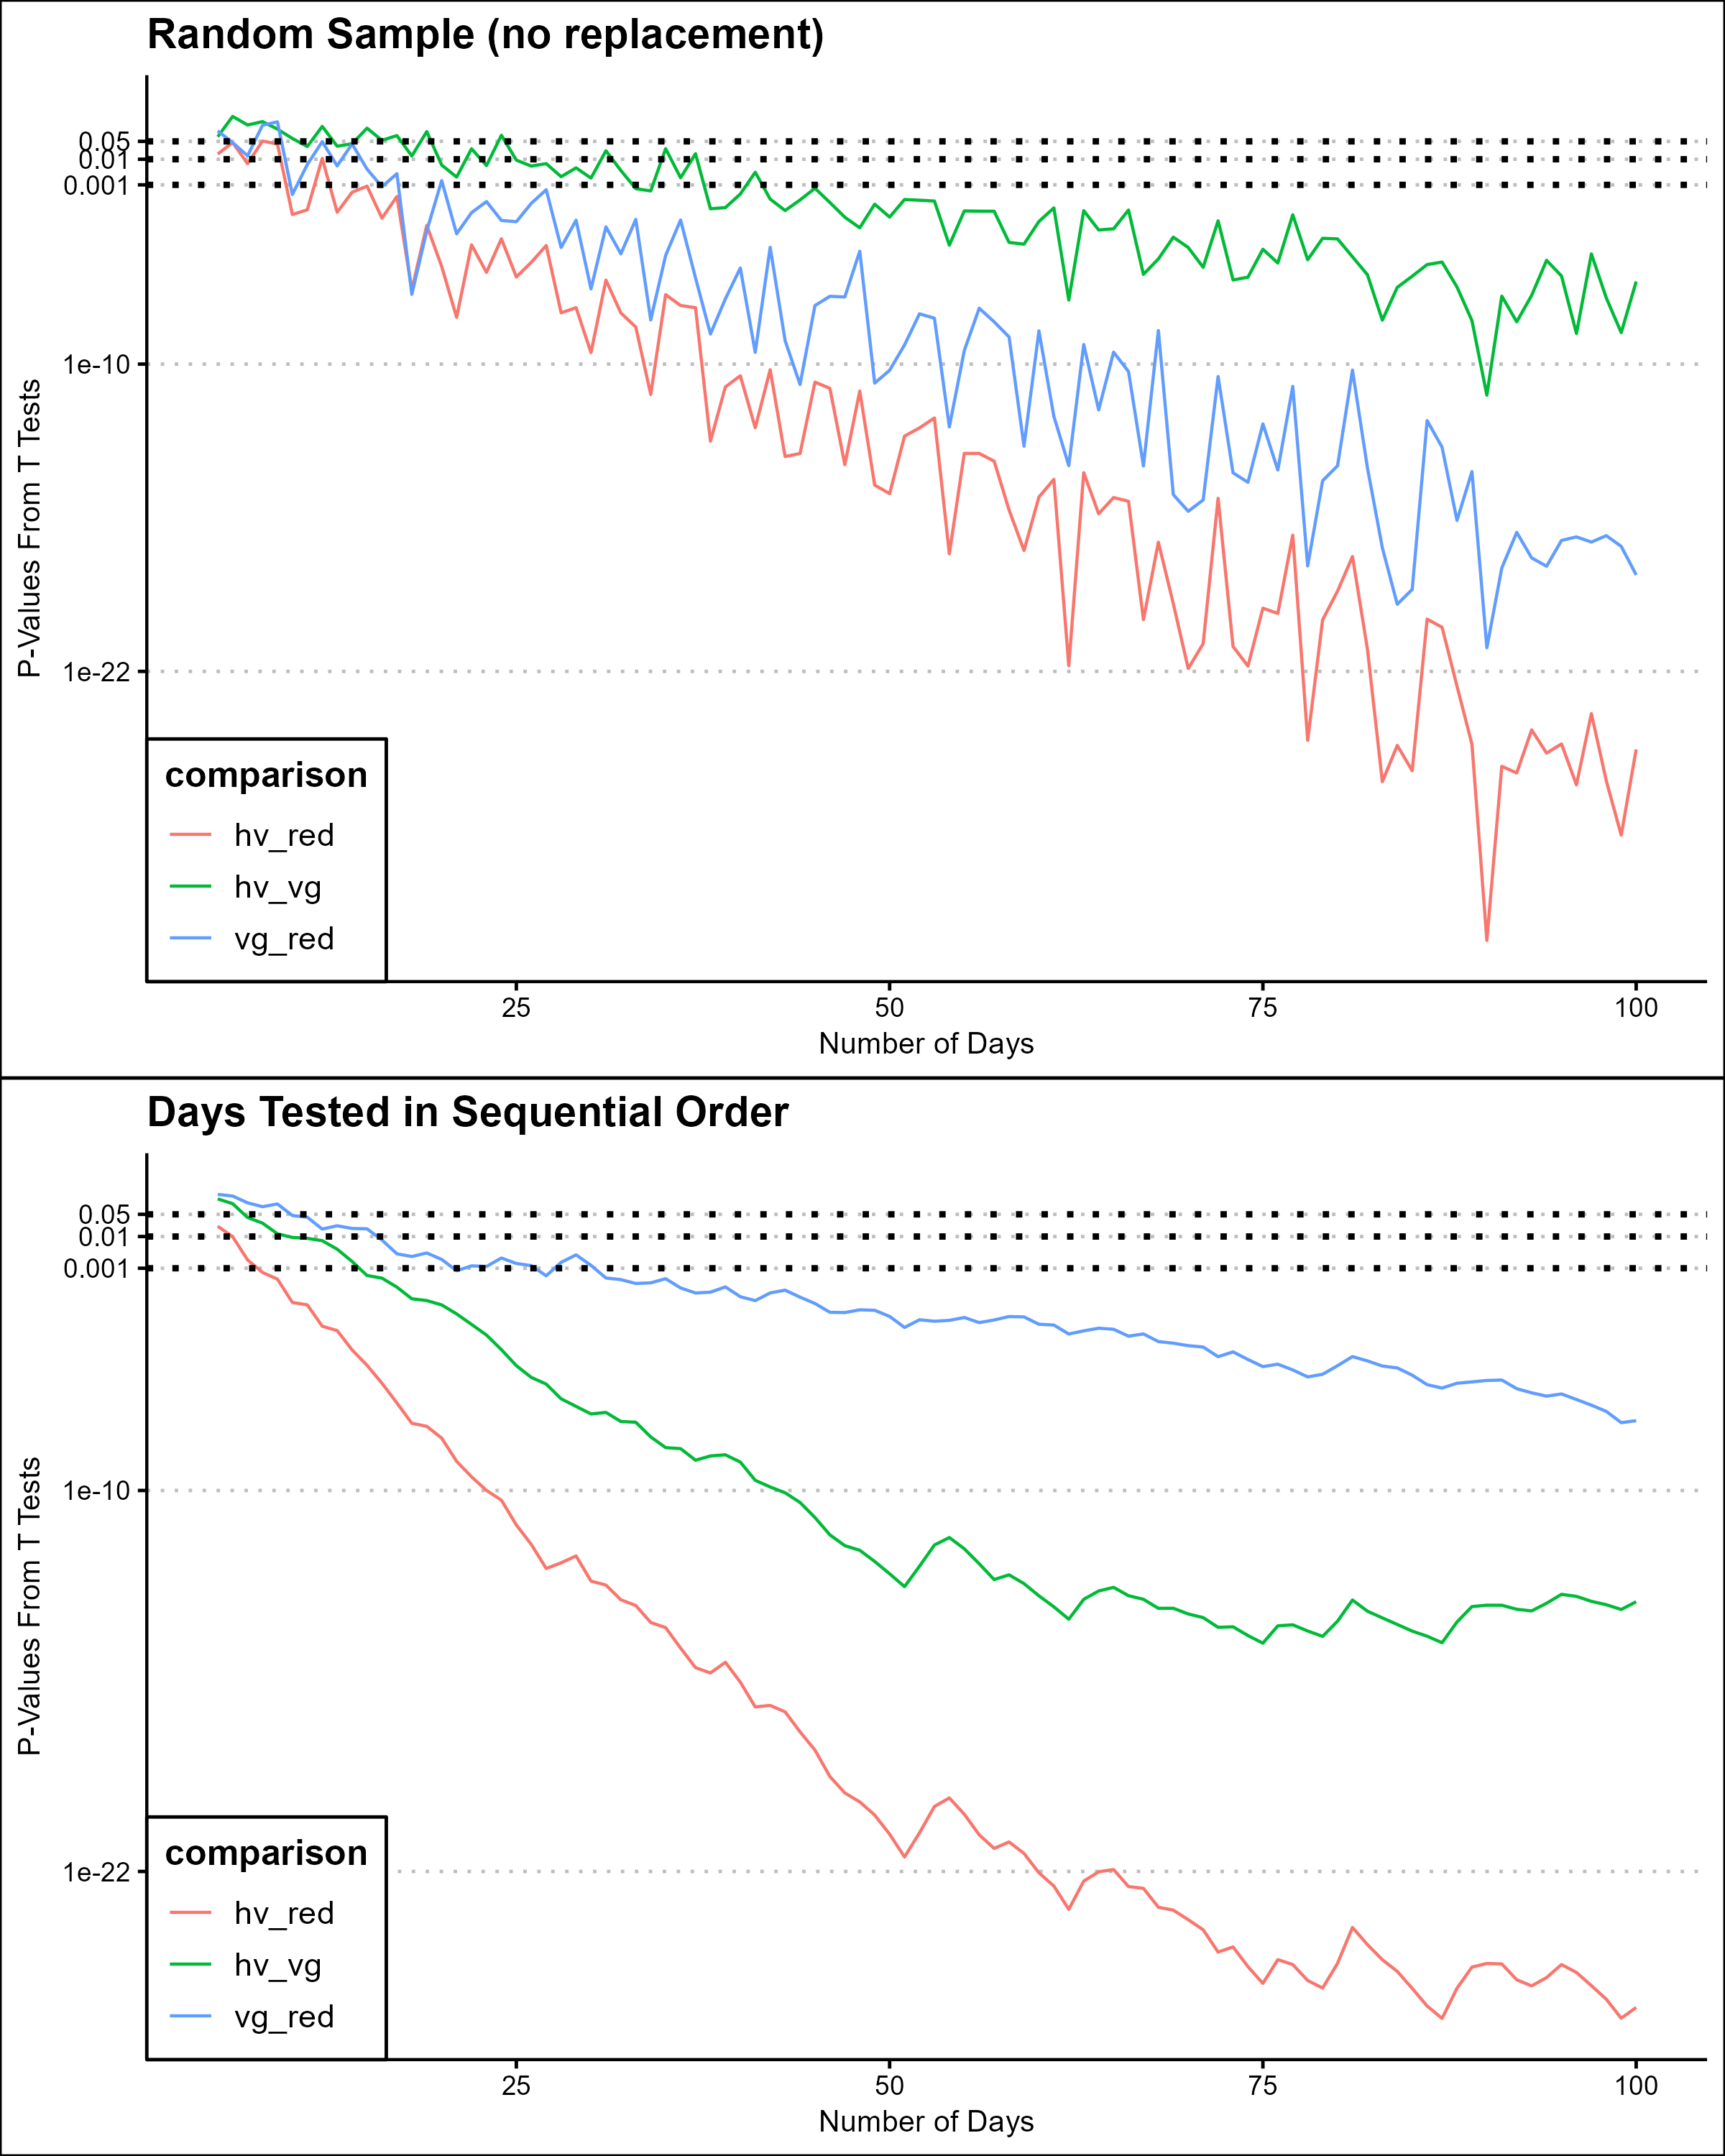 Random Sample (no replacement)
0.05
0.01
0.001
1e-10
1e-22
P-Values From T Tests
comparison
hv_red
hv_vg
vg_red
25 50 75 100
Number of Days
Days Tested in Sequential Order
0.05
0.01
0.001
1e-10
1e-22
P-Values From T Tests
comparison
hv_red
hv_vg
vg_red
25 50 75 100
Number of Days